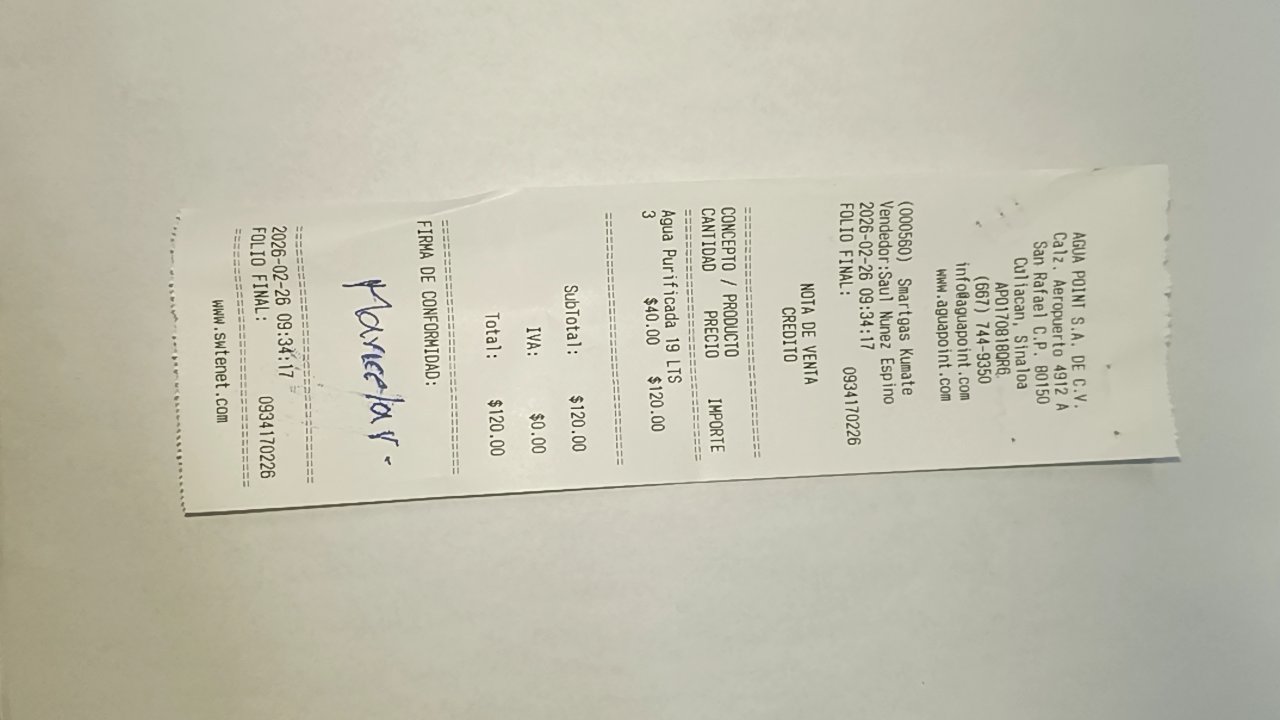 AGUA POINT S.A. DE C.V.
Calz. Aeropuerto 4912 A
San Rafael C.P. 80150
Culiacan, Sinaloa
APO170818QR6
(667) 744-9350
info@aguapoint.com
www.aguapoint.com
(000560) Smartgas Kumate
Vendedor:Saul Nunez Espino
2026-02-26 09:34:17
FOLIO FINAL: 0934170226
NOTA DE VENTA
CREDITO
CONCEPTO / PRODUCTO
CANTIDAD PRECIO IMPORTE
Agua Purificada 19 LTS
3 $40.00 $120.00
SubTotal: $120.00
IVA: $0.00
Total: $120.00
FIRMA DE CONFORMIDAD:
2026-02-26 09:34:17
FOLIO FINAL: 0934170226
www.swtenet.com